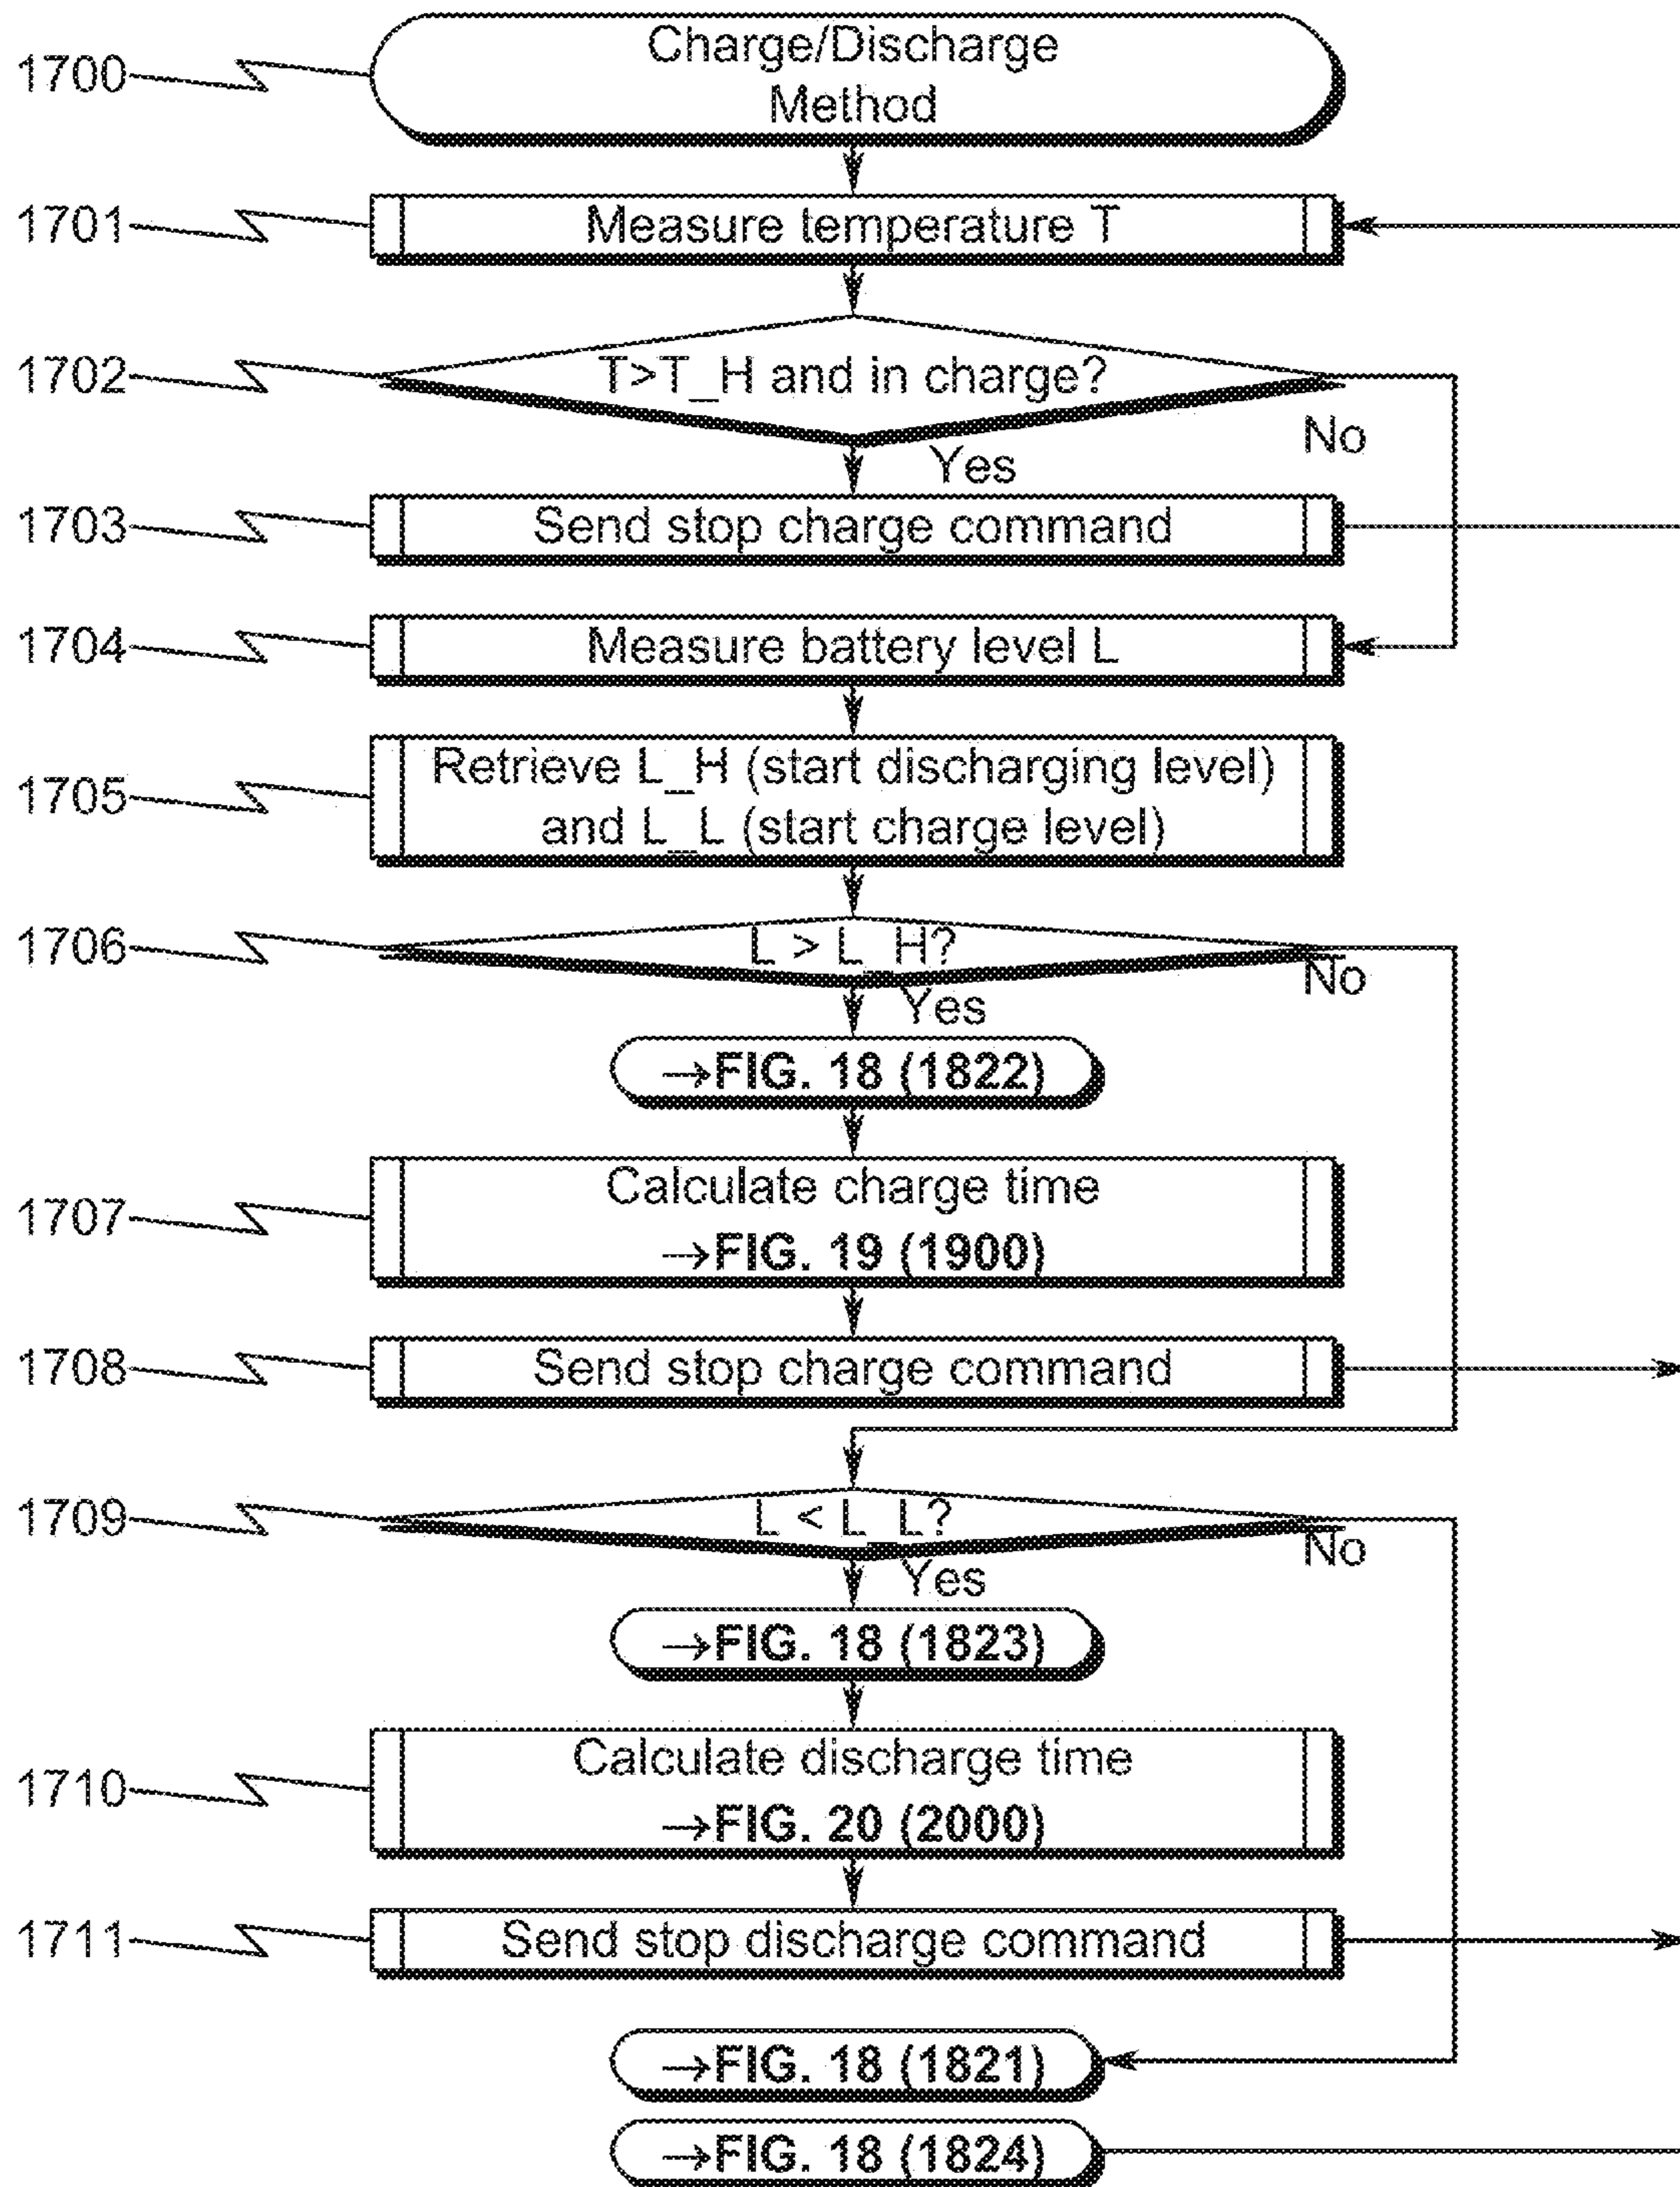 1700
Charge/Discharge
Method
1701
Measure temperature T
1702
T>T_H and in charge?
No
Yes
1703
Send stop charge command
1704
Measure battery level L
1705
Retrieve L_H (start discharging level)
and L_L (start charge level)
1706
L > L_H?
No
Yes
→FIG. 18 (1822)
1707
Calculate charge time
→FIG. 19 (1900)
1708
Send stop charge command
1709
L < L_L?
No
Yes
→FIG. 18 (1823)
1710
Calculate discharge time
→FIG. 20 (2000)
1711
Send stop discharge command
→FIG. 18 (1821)
→FIG. 18 (1824)